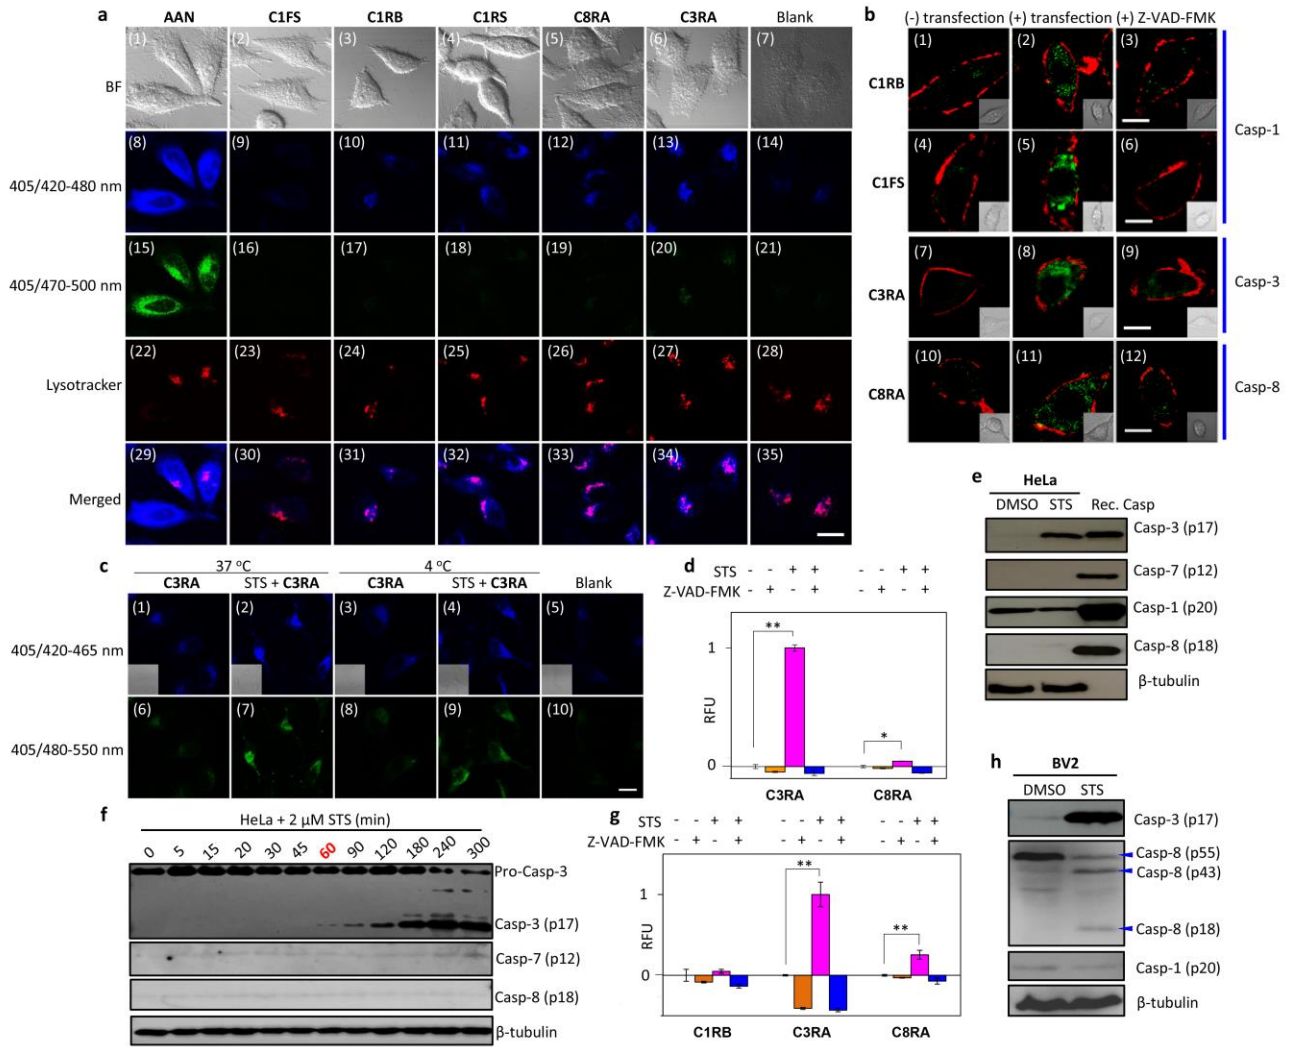 a
AAN C1FS C1RB C1RS C8RA C3RA Blank
BF
(1) (2) (3) (4) (5) (6) (7)
405/420-480 nm
(8) (9) (10) (11) (12) (13) (14)
405/470-500 nm
(15) (16) (17) (18) (19) (20) (21)
Lysotracker
(22) (23) (24) (25) (26) (27) (28)
Merged
(29) (30) (31) (32) (33) (34) (35)
b
(-) transfection (+) transfection (+) Z-VAD-FMK
C1RB
(1) (2) (3)
Casp-1
C1FS
(4) (5) (6)
C3RA
(7) (8) (9)
Casp-3
C8RA
(10) (11) (12)
Casp-8
c
37 °C 4 °C
C3RA STS + C3RA C3RA STS + C3RA Blank
405/420-465 nm
(1) (2) (3) (4) (5)
405/480-550 nm
(6) (7) (8) (9) (10)
d
STS - - + + - - + +
Z-VAD-FMK - + - + - + - +
RFU
1
0
**
*
C3RA C8RA
e
HeLa
DMSO STS Rec. Casp
Casp-3 (p17)
Casp-7 (p12)
Casp-1 (p20)
Casp-8 (p18)
β-tubulin
f
HeLa + 2 μM STS (min)
0 5 15 20 30 45 60 90 120 180 240 300
Pro-Casp-3
Casp-3 (p17)
Casp-7 (p12)
Casp-8 (p18)
β-tubulin
g
STS - - + + - - + + - - + +
Z-VAD-FMK - + - + - + - + - + - +
RFU
1
0
**
**
C1RB C3RA C8RA
h
BV2
DMSO STS
Casp-3 (p17)
Casp-8 (p55)
Casp-8 (p43)
Casp-8 (p18)
Casp-1 (p20)
β-tubulin